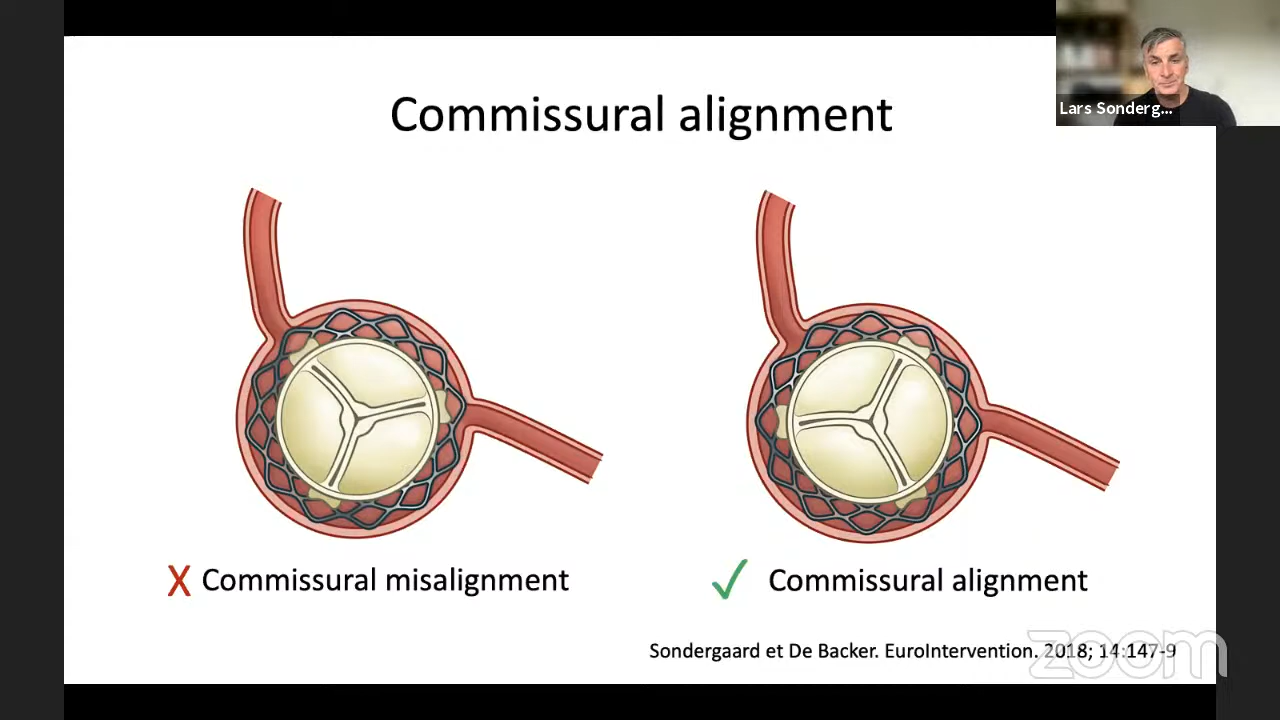 Lars Sonderg...
Commissural alignment
X Commissural misalignment
✓ Commissural alignment
Sondergaard et De Backer. EuroIntervention. 2018; 14:147-9
zoom